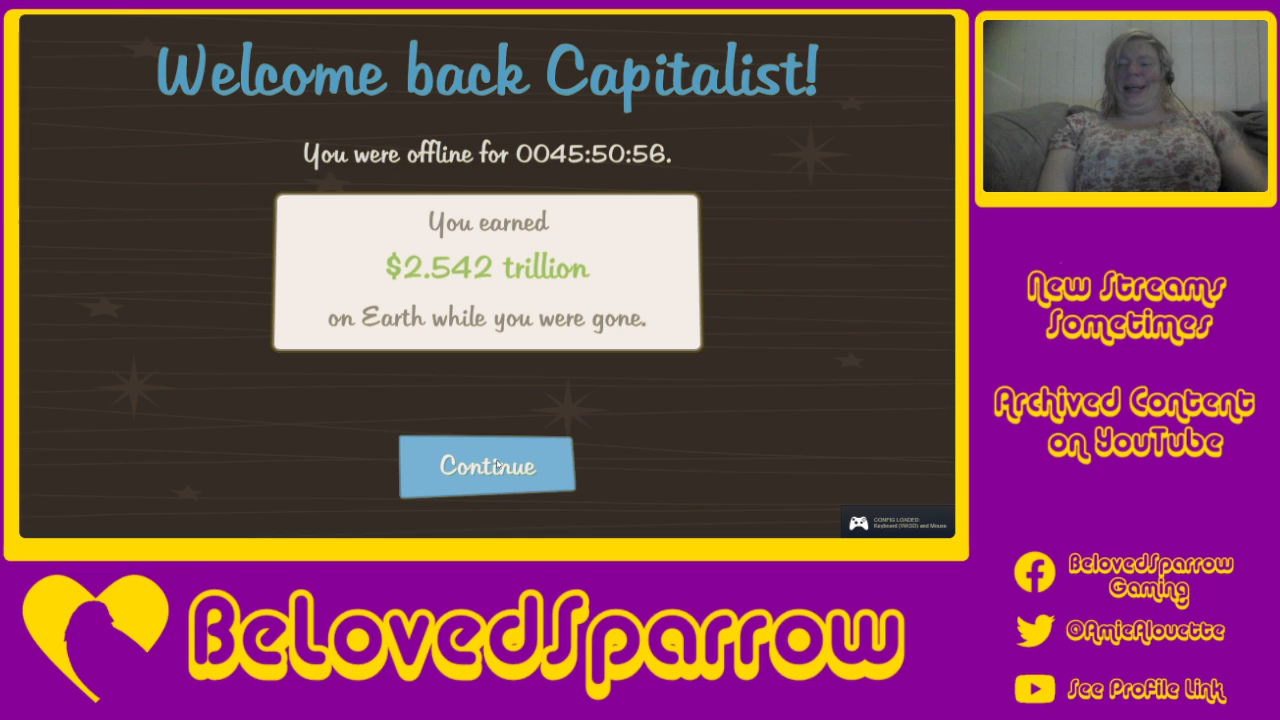 Welcome back Capitalist!
You were offline for 0045:50:56.
You earned
$2.542 trillion
on Earth while you were gone.
Continue
CONFIG LOADED:
Keyboard (WASD) and Mouse
New Streams
Sometimes
Archived Content
on YouTube
BelovedSparrow
Gaming
@AmieAlouette
See Profile Link
BeLovedSparrow